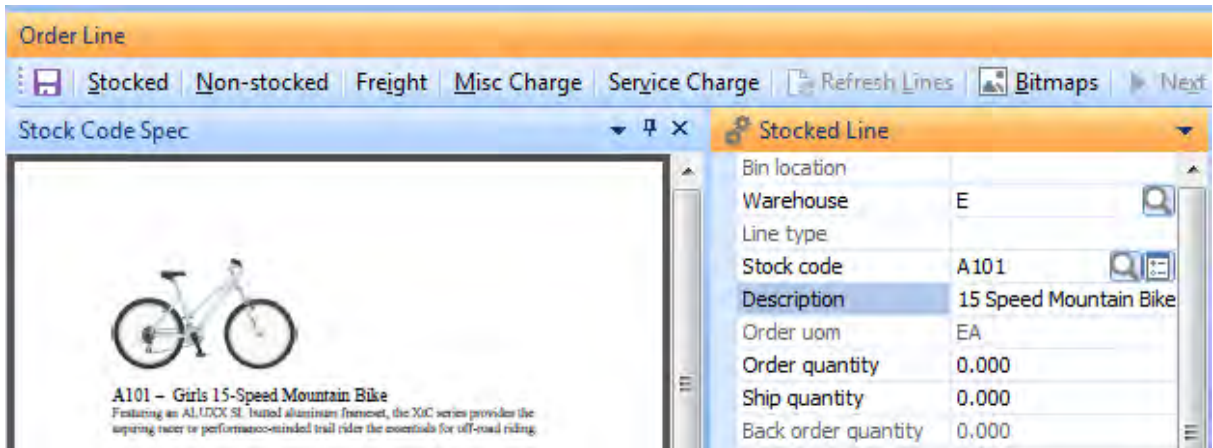 Order Line
Stocked Non-stocked Freight Misc Charge Service Charge Refresh Lines Bitmaps Next
Stock Code Spec
A101 – Girls 15-Speed Mountain Bike
Featuring an ALUXX SL butted aluminum frameset, the XtC series provides the
aspiring racer or performance-minded trail rider the essentials for off-road riding.
Stocked Line
Bin location
Warehouse E
Line type
Stock code A101
Description 15 Speed Mountain Bike
Order uom EA
Order quantity 0.000
Ship quantity 0.000
Back order quantity 0.000